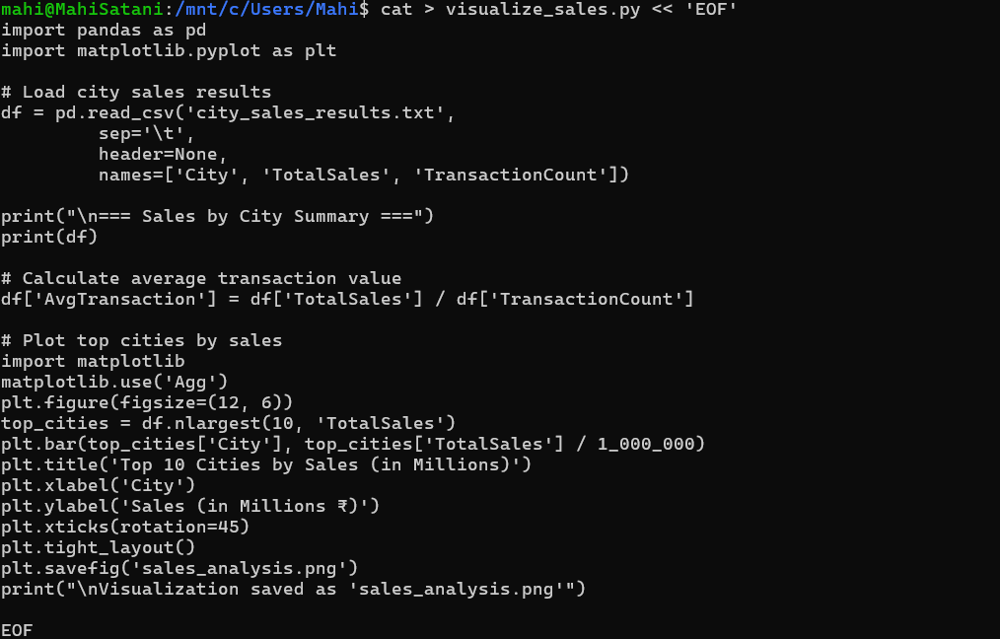 mahi@MahiSatani:/mnt/c/Users/Mahi$ cat > visualize_sales.py << 'EOF'
import pandas as pd
import matplotlib.pyplot as plt

# Load city sales results
df = pd.read_csv('city_sales_results.txt',
         sep='\t',
         header=None,
         names=['City', 'TotalSales', 'TransactionCount'])

print("\n=== Sales by City Summary ===")
print(df)

# Calculate average transaction value
df['AvgTransaction'] = df['TotalSales'] / df['TransactionCount']

# Plot top cities by sales
import matplotlib
matplotlib.use('Agg')
plt.figure(figsize=(12, 6))
top_cities = df.nlargest(10, 'TotalSales')
plt.bar(top_cities['City'], top_cities['TotalSales'] / 1_000_000)
plt.title('Top 10 Cities by Sales (in Millions)')
plt.xlabel('City')
plt.ylabel('Sales (in Millions ₹)')
plt.xticks(rotation=45)
plt.tight_layout()
plt.savefig('sales_analysis.png')
print("\nVisualization saved as 'sales_analysis.png'")

EOF